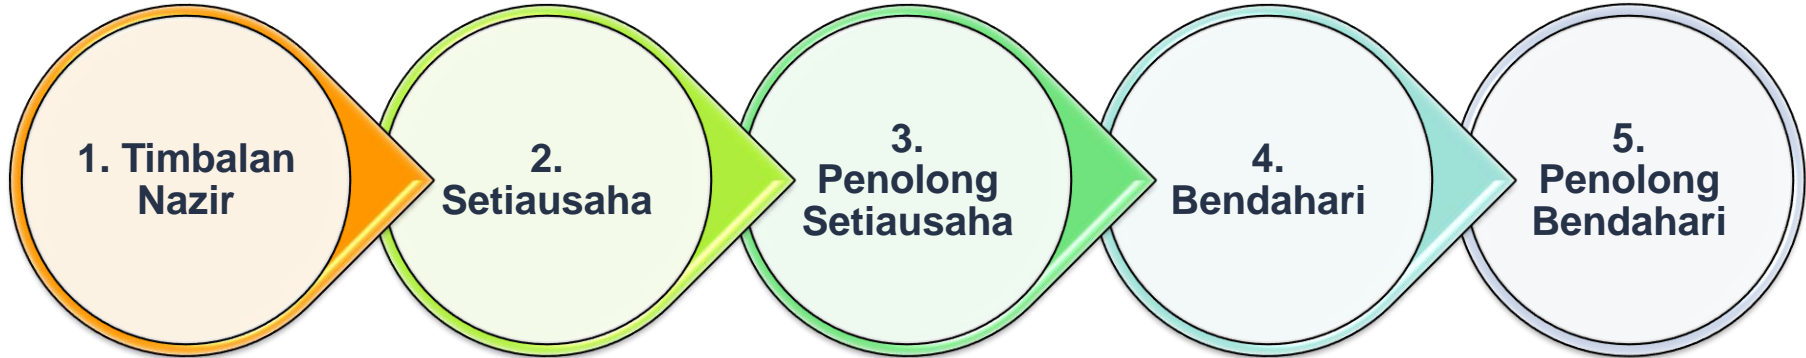 1. Timbalan
Nazir
2.
Setiausaha
3.
Penolong
Setiausaha
4.
Bendahari
5.
Penolong
Bendahari